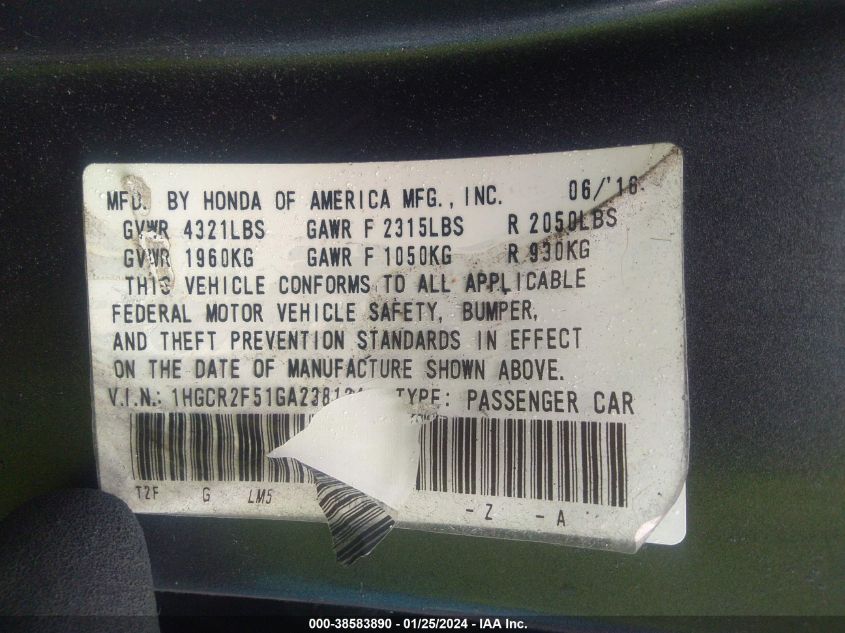 MFD. BY HONDA OF AMERICA MFG., INC. 06/'16
GVWR 4321LBS GAWR F 2315LBS R 2050LBS
GVWR 1960KG GAWR F 1050KG R 930KG
THIS VEHICLE CONFORMS TO ALL APPLICABLE
FEDERAL MOTOR VEHICLE SAFETY, BUMPER,
AND THEFT PREVENTION STANDARDS IN EFFECT
ON THE DATE OF MANUFACTURE SHOWN ABOVE.
V.I.N.: TYPE: PASSENGER CAR
T2F G LM5 - Z - A
000-38583890 - 01/25/2024 - IAA Inc.